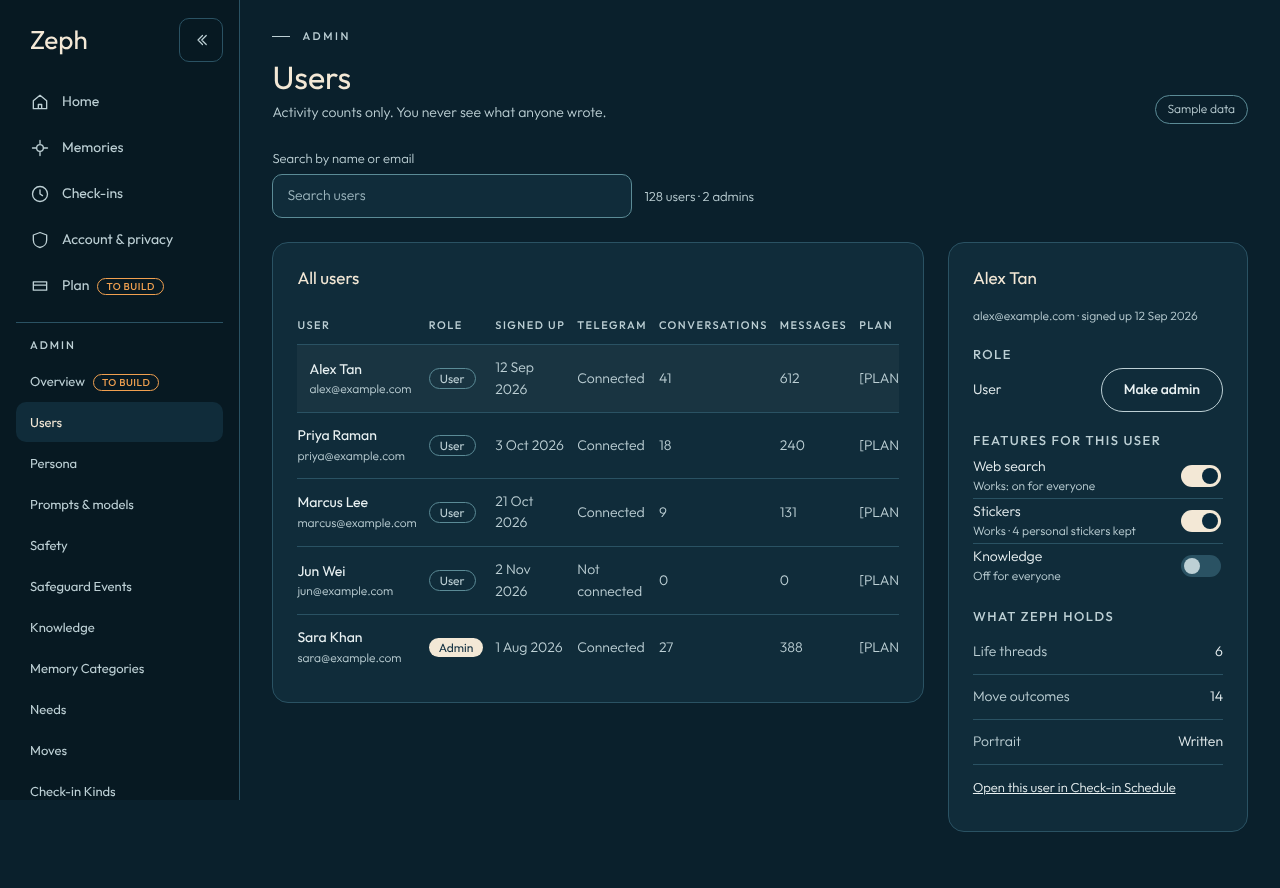 Zeph
Home
Memories
Check-ins
Account & privacy
Plan TO BUILD
ADMIN
Overview TO BUILD
Users
Persona
Prompts & models
Safety
Safeguard Events
Knowledge
Memory Categories
Needs
Moves
Check-in Kinds
ADMIN
Users
Activity counts only. You never see what anyone wrote.
Sample data
Search by name or email
Search users
128 users · 2 admins
All users
USER ROLE SIGNED UP TELEGRAM CONVERSATIONS MESSAGES PLAN
Alex Tan
alex@example.com
User
12 Sep
2026
Connected
41
612
[PLAN
Priya Raman
priya@example.com
User
3 Oct 2026
Connected
18
240
[PLAN
Marcus Lee
marcus@example.com
User
21 Oct
2026
Connected
9
131
[PLAN
Jun Wei
jun@example.com
User
2 Nov
2026
Not
connected
0
0
[PLAN
Sara Khan
sara@example.com
Admin
1 Aug 2026
Connected
27
388
[PLAN
Alex Tan
alex@example.com · signed up 12 Sep 2026
ROLE
User
Make admin
FEATURES FOR THIS USER
Web search
Works: on for everyone
Stickers
Works · 4 personal stickers kept
Knowledge
Off for everyone
WHAT ZEPH HOLDS
Life threads 6
Move outcomes 14
Portrait Written
Open this user in Check-in Schedule